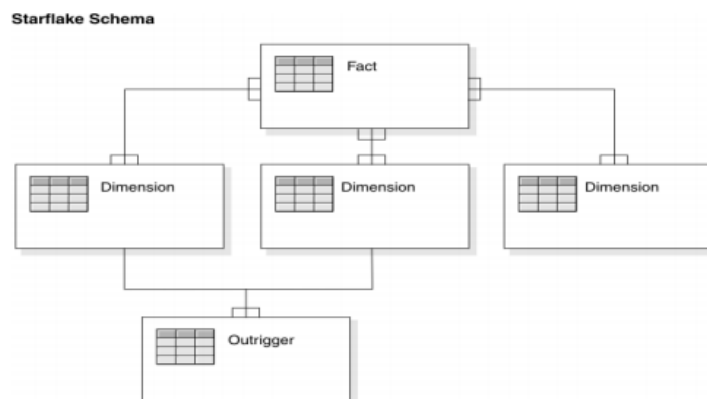 Starflake Schema
Fact
Dimension
Dimension
Dimension
Outrigger